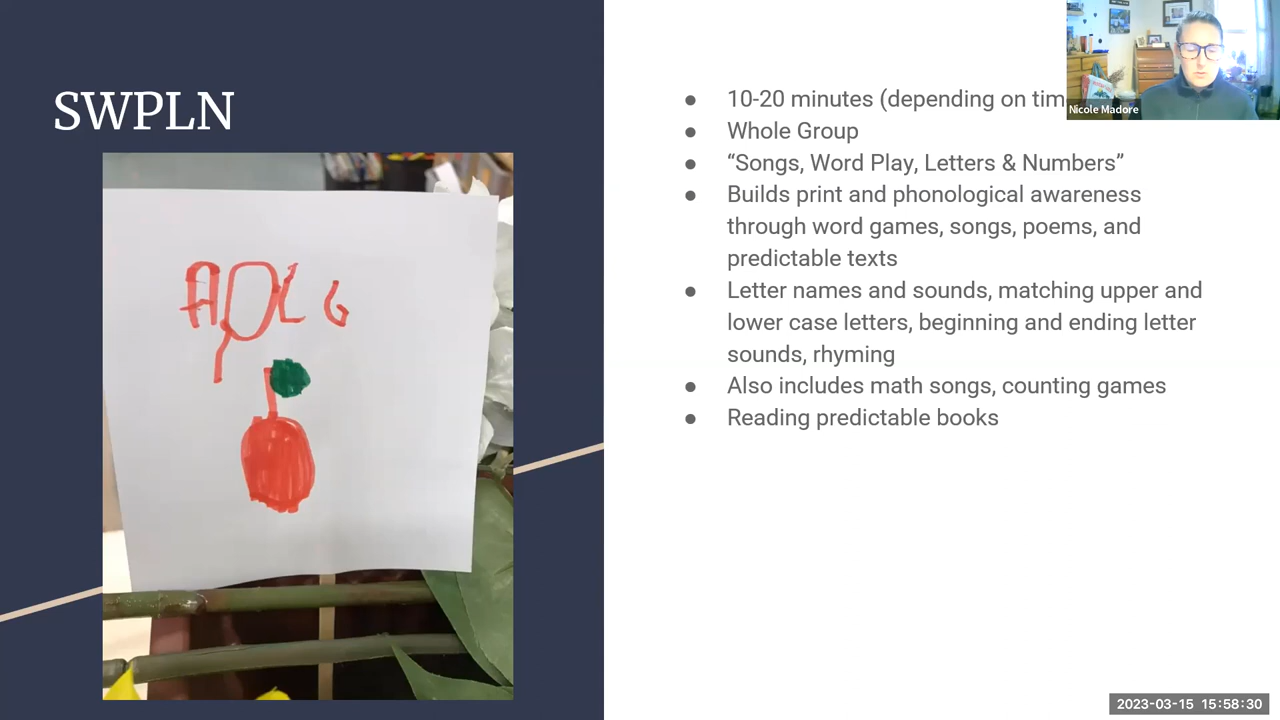 SWPLN
APLG
10-20 minutes (depending on tim
Whole Group
“Songs, Word Play, Letters & Numbers”
Builds print and phonological awareness
through word games, songs, poems, and
predictable texts
Letter names and sounds, matching upper and
lower case letters, beginning and ending letter
sounds, rhyming
Also includes math songs, counting games
Reading predictable books
Nicole Madore
2023-03-15 15:58:30